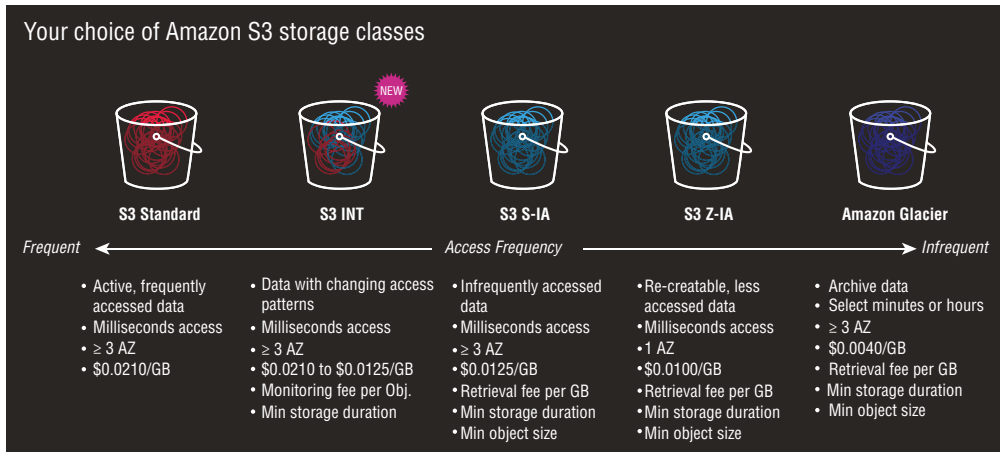 Your choice of Amazon S3 storage classes
NEW
S3 Standard
S3 INT
S3 S-IA
S3 Z-IA
Amazon Glacier
Frequent
Access Frequency
Infrequent
• Active, frequently
accessed data
• Milliseconds access
• ≥ 3 AZ
• $0.0210/GB
• Data with changing access
patterns
• Milliseconds access
• ≥ 3 AZ
• $0.0210 to $0.0125/GB
• Monitoring fee per Obj.
• Min storage duration
• Infrequently accessed
data
• Milliseconds access
• ≥ 3 AZ
• $0.0125/GB
• Retrieval fee per GB
• Min storage duration
• Min object size
• Re-creatable, less
accessed data
• Milliseconds access
• 1 AZ
• $0.0100/GB
• Retrieval fee per GB
• Min storage duration
• Min object size
• Archive data
• Select minutes or hours
• ≥ 3 AZ
• $0.0040/GB
• Retrieval fee per GB
• Min storage duration
• Min object size